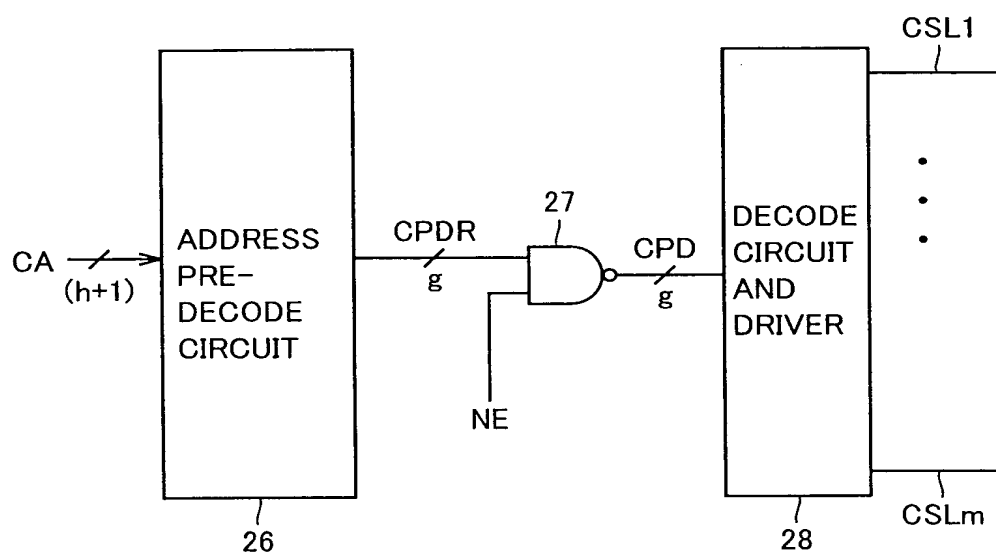 CA
(h+1)
ADDRESS
PRE-
DECODE
CIRCUIT
26
CPDR
g
27
NE
CPD
g
DECODE
CIRCUIT
AND
DRIVER
28
CSL1
CSLm